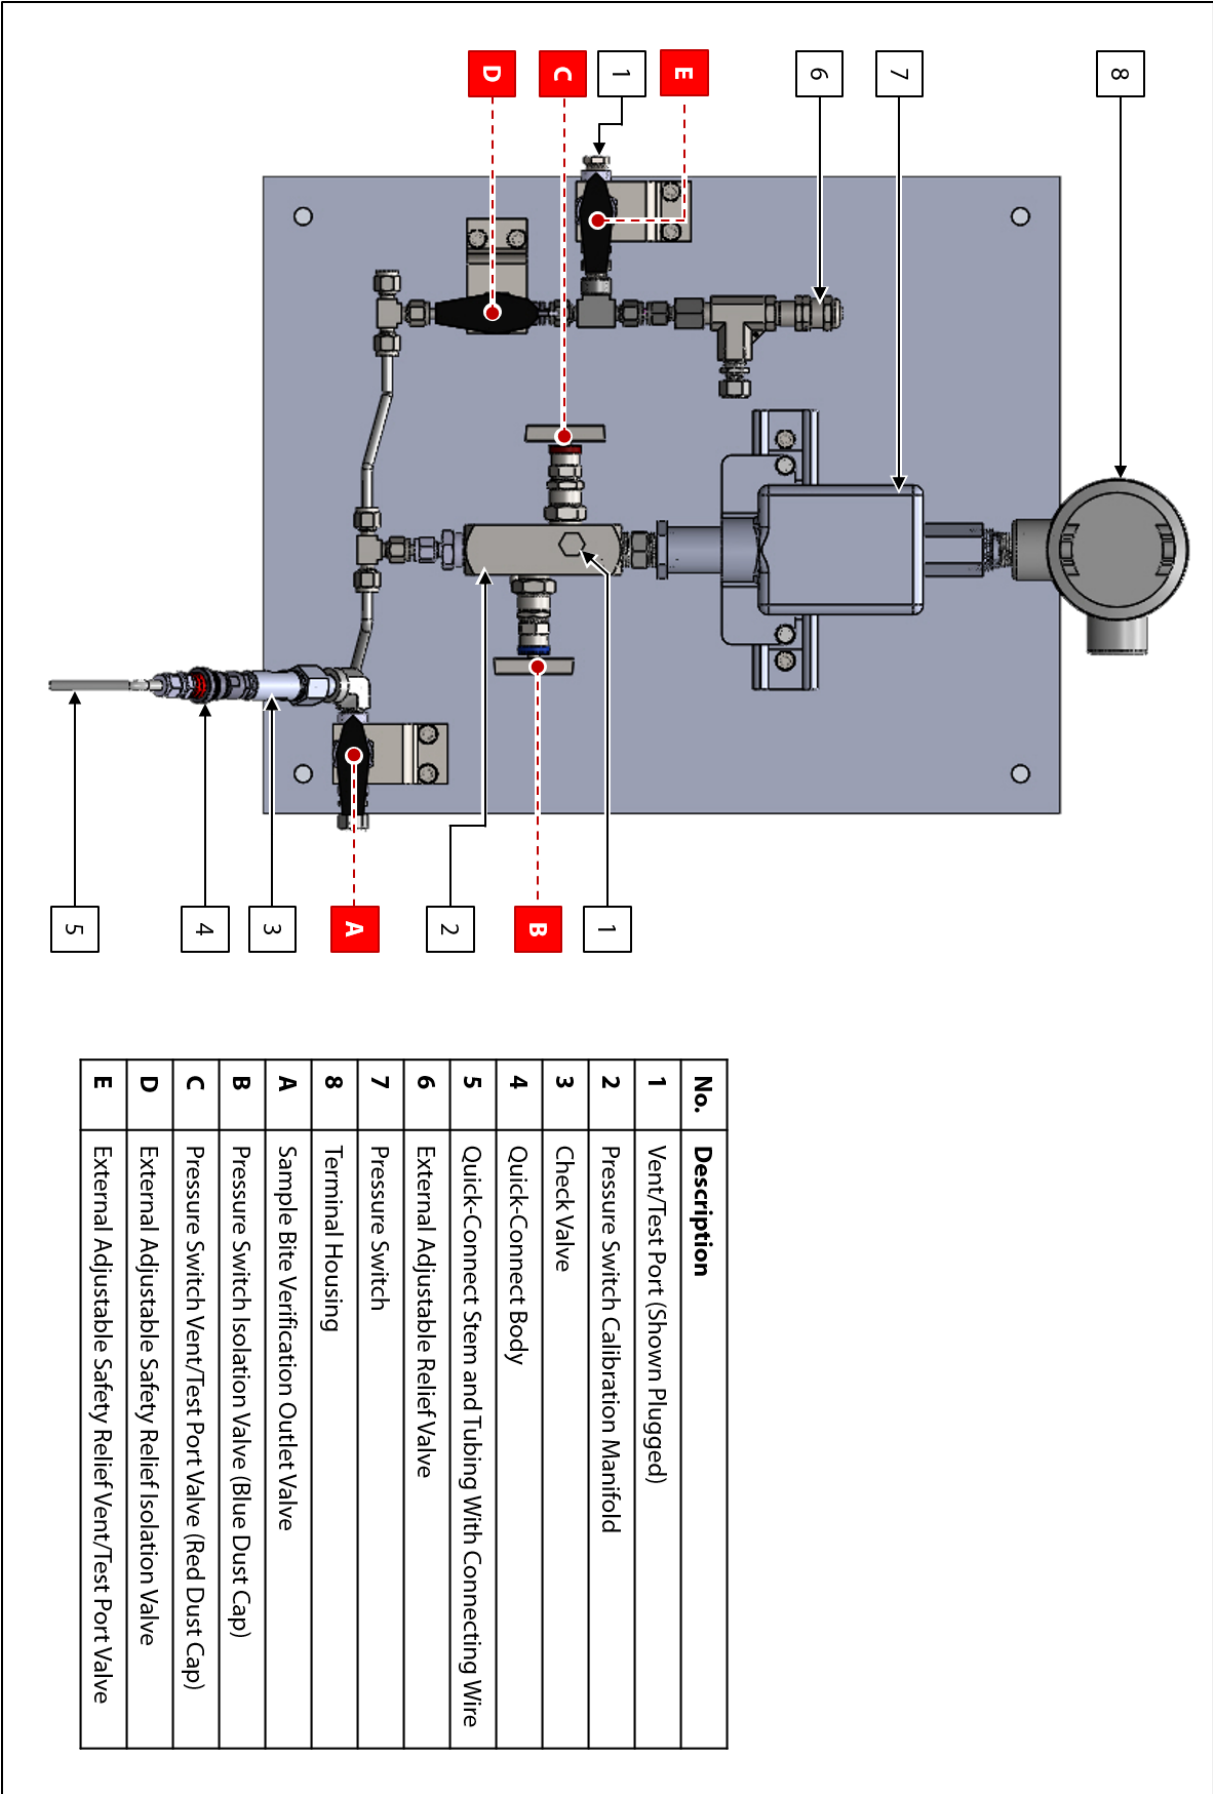 8
7
6
E
1
C
D
1
B
2
A
3
4
5
No. Description
1 Vent/Test Port (Shown Plugged)
2 Pressure Switch Calibration Manifold
3 Check Valve
4 Quick-Connect Body
5 Quick-Connect Stem and Tubing With Connecting Wire
6 External Adjustable Relief Valve
7 Pressure Switch
8 Terminal Housing
A Sample Bite Verification Outlet Valve
B Pressure Switch Isolation Valve (Blue Dust Cap)
C Pressure Switch Vent/Test Port Valve (Red Dust Cap)
D External Adjustable Safety Relief Isolation Valve
E External Adjustable Safety Relief Vent/Test Port Valve